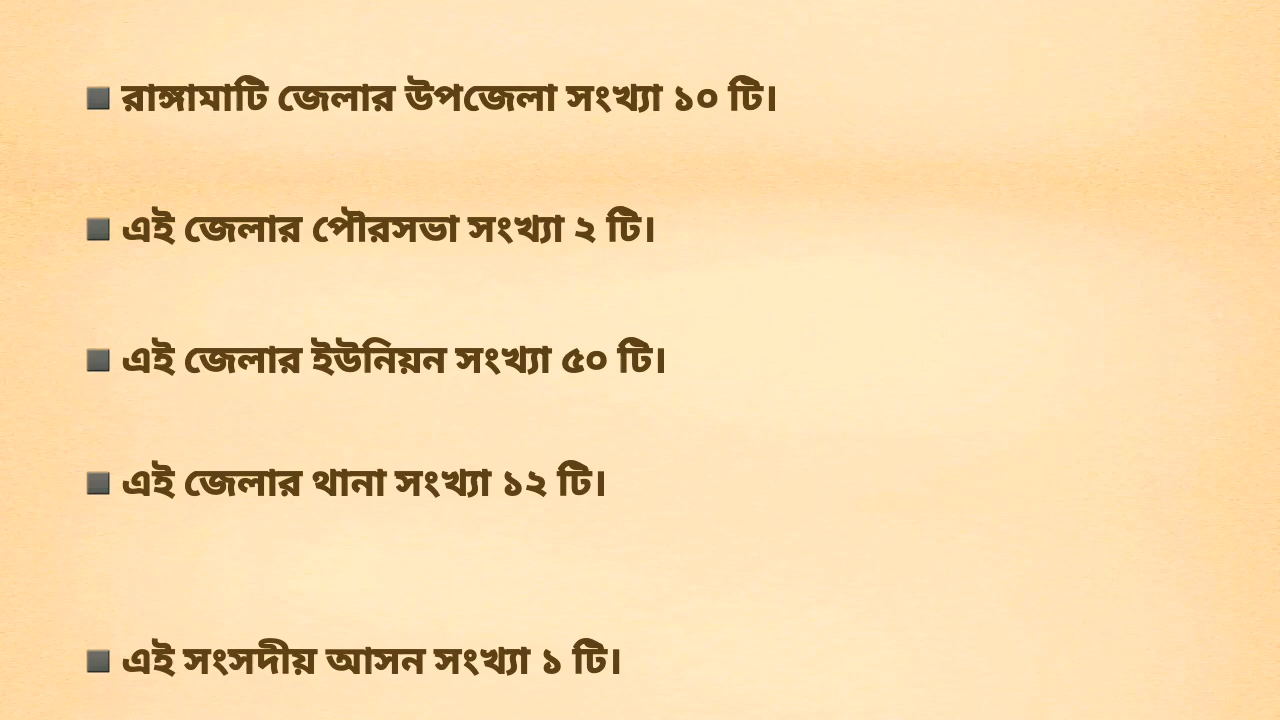 ◾ রাঙ্গামাটি জেলার উপজেলা সংখ্যা ১০ টি।
◾ এই জেলার পৌরসভা সংখ্যা ২ টি।
◾ এই জেলার ইউনিয়ন সংখ্যা ৫০ টি।
◾ এই জেলার থানা সংখ্যা ১২ টি।
◾ এই সংসদীয় আসন সংখ্যা ১ টি।